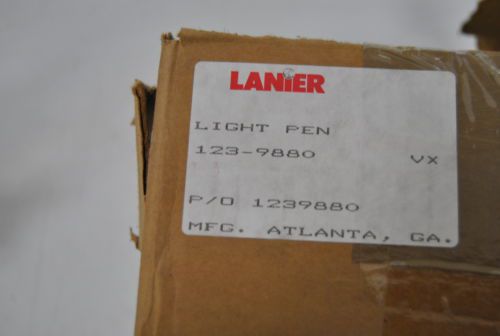 LANIER
LIGHT PEN
123-9880 VX
P/O 1239880
MFG. ATLANTA, GA.